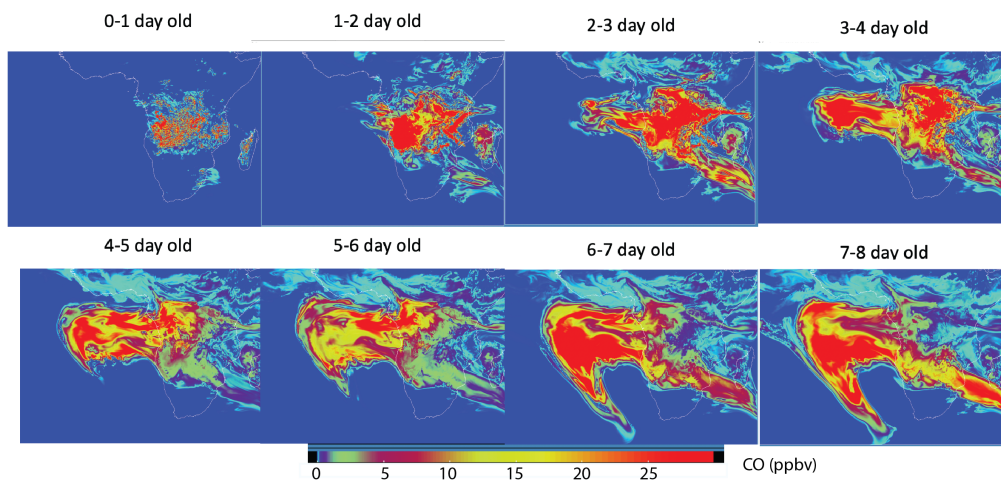 0-1 day old
1-2 day old
2-3 day old
3-4 day old
4-5 day old
5-6 day old
6-7 day old
7-8 dav old
0 5 10 15 20 25 CO (ppbv)